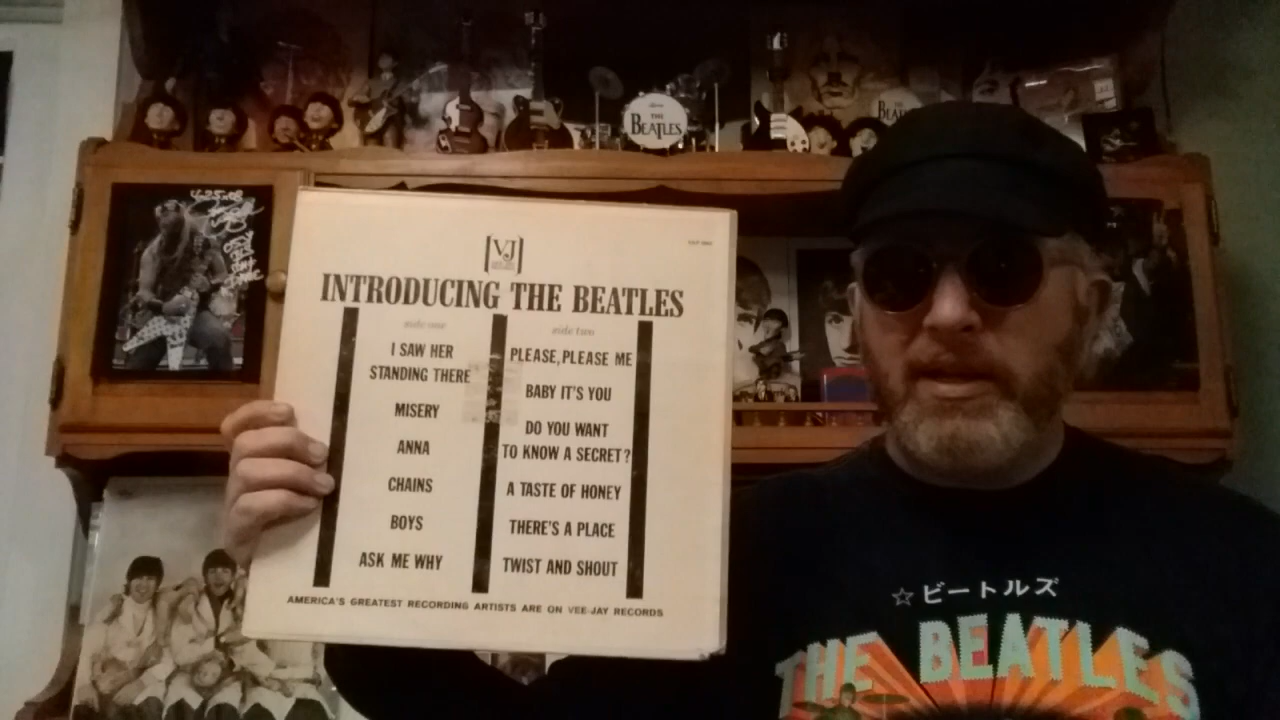 THE
BEATLES
VJ
INTRODUCING THE BEATLES
side one
I SAW HER
STANDING THERE
MISERY
ANNA
CHAINS
BOYS
ASK ME WHY
side two
PLEASE, PLEASE ME
BABY IT'S YOU
DO YOU WANT
TO KNOW A SECRET?
A TASTE OF HONEY
THERE'S A PLACE
TWIST AND SHOUT
AMERICA'S GREATEST RECORDING ARTISTS ARE ON VEE-JAY RECORDS
☆ ビートルズ
THE BEATLES